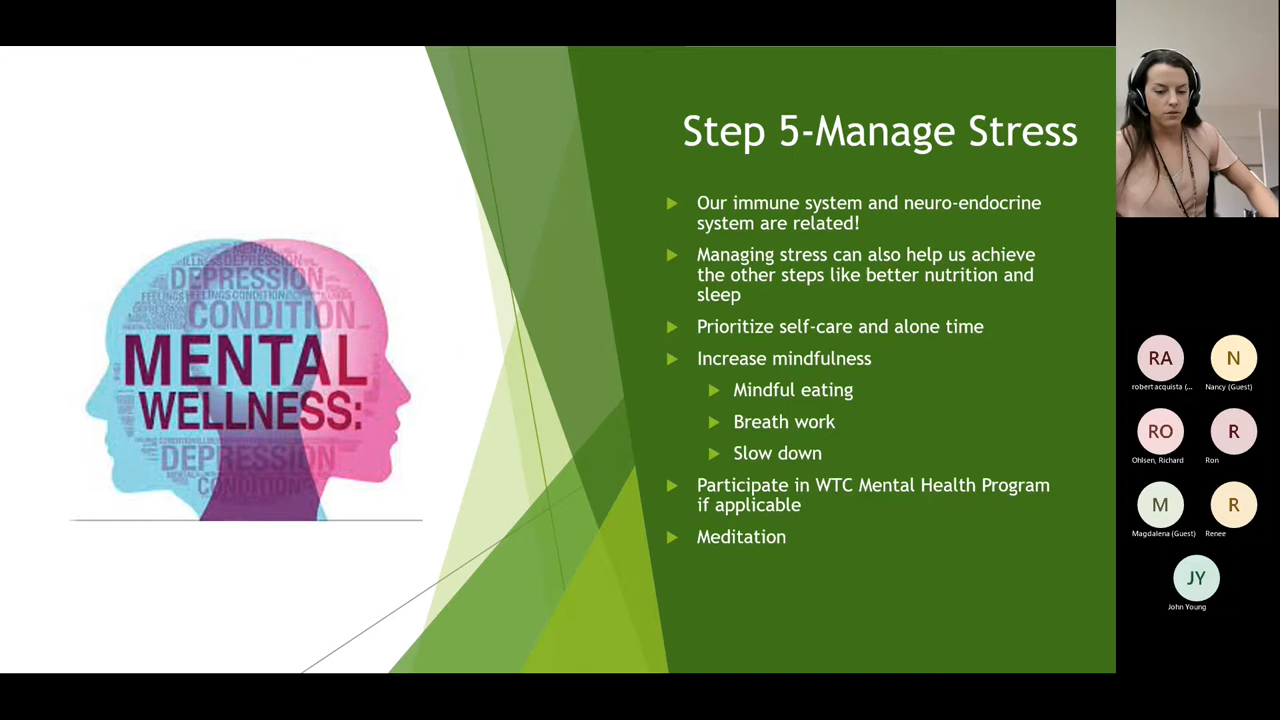 Step 5-Manage Stress
Our immune system and neuro-endocrine
system are related!
Managing stress can also help us achieve
the other steps like better nutrition and
sleep
Prioritize self-care and alone time
Increase mindfulness
Mindful eating
Breath work
Slow down
Participate in WTC Mental Health Program
if applicable
Meditation
DEPRESSION
CONDITION
MENTAL
WELLNESS:
DEPRESSION
CONDITION
RA
robert acquista (...
N
Nancy (Guest)
RO
Ohlsen, Richard
R
Ron
M
Magdalena (Guest)
R
Renee
JY
John Young